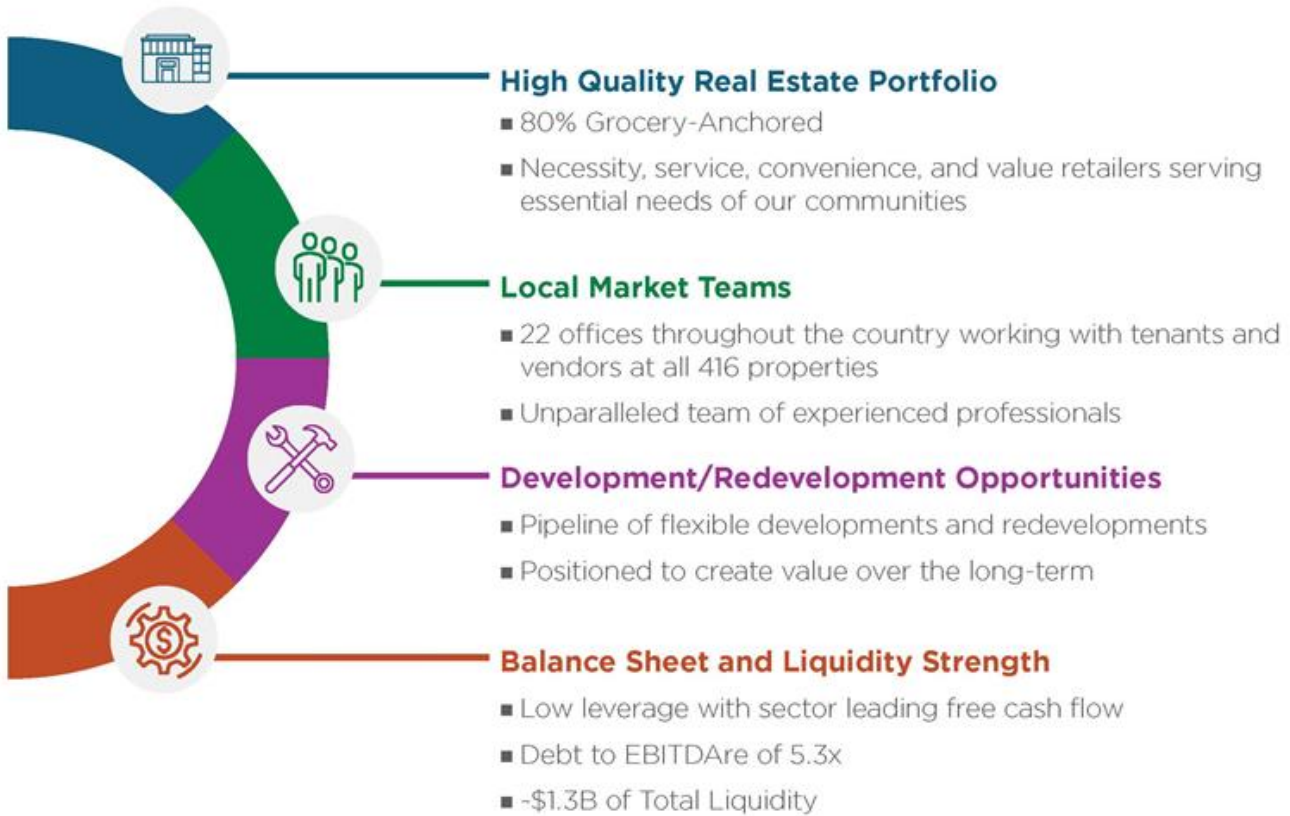 High Quality Real Estate Portfolio
▪ 80% Grocery-Anchored
▪ Necessity, service, convenience, and value retailers serving
essential needs of our communities
Local Market Teams
▪ 22 offices throughout the country working with tenants and
vendors at all 416 properties
▪ Unparalleled team of experienced professionals
Development/Redevelopment Opportunities
▪ Pipeline of flexible developments and redevelopments
▪ Positioned to create value over the long-term
$
Balance Sheet and Liquidity Strength
▪ Low leverage with sector leading free cash flow
▪ Debt to EBITDAre of 5.3x
▪ ~$1.3B of Total Liquidity